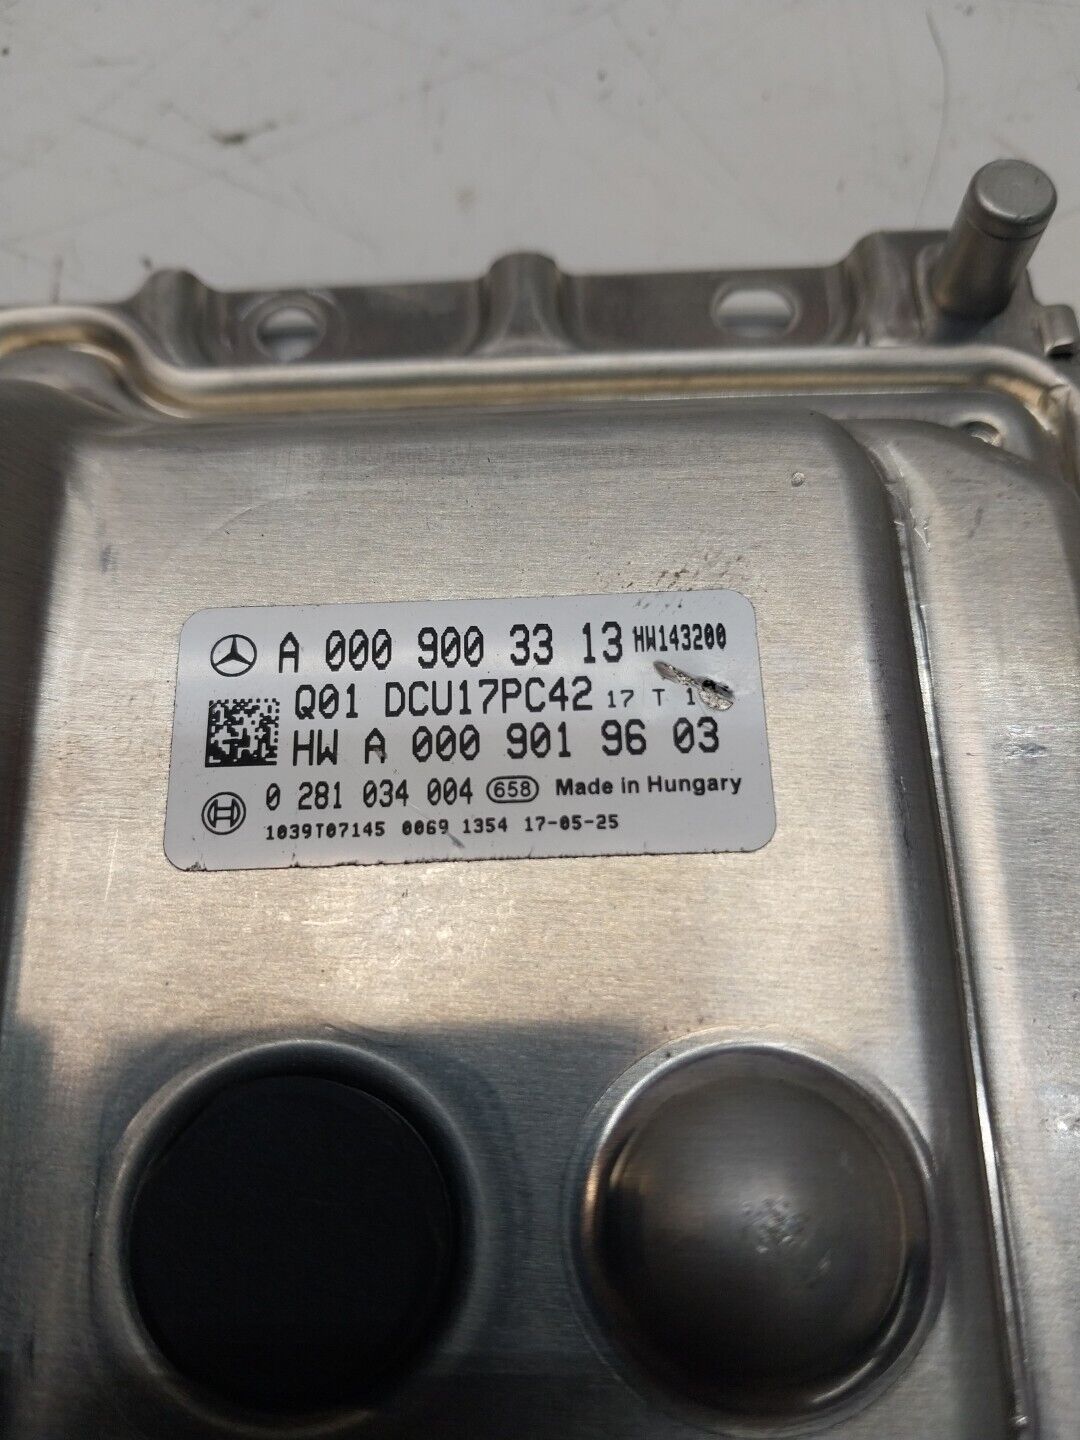 A 000 900 33 13 HW143200
Q01 DCU17PC42 17 T
HW A 000 901 96 03
0 281 034 004 658 Made in Hungary
1039T07145 0069 1354 17-05-25